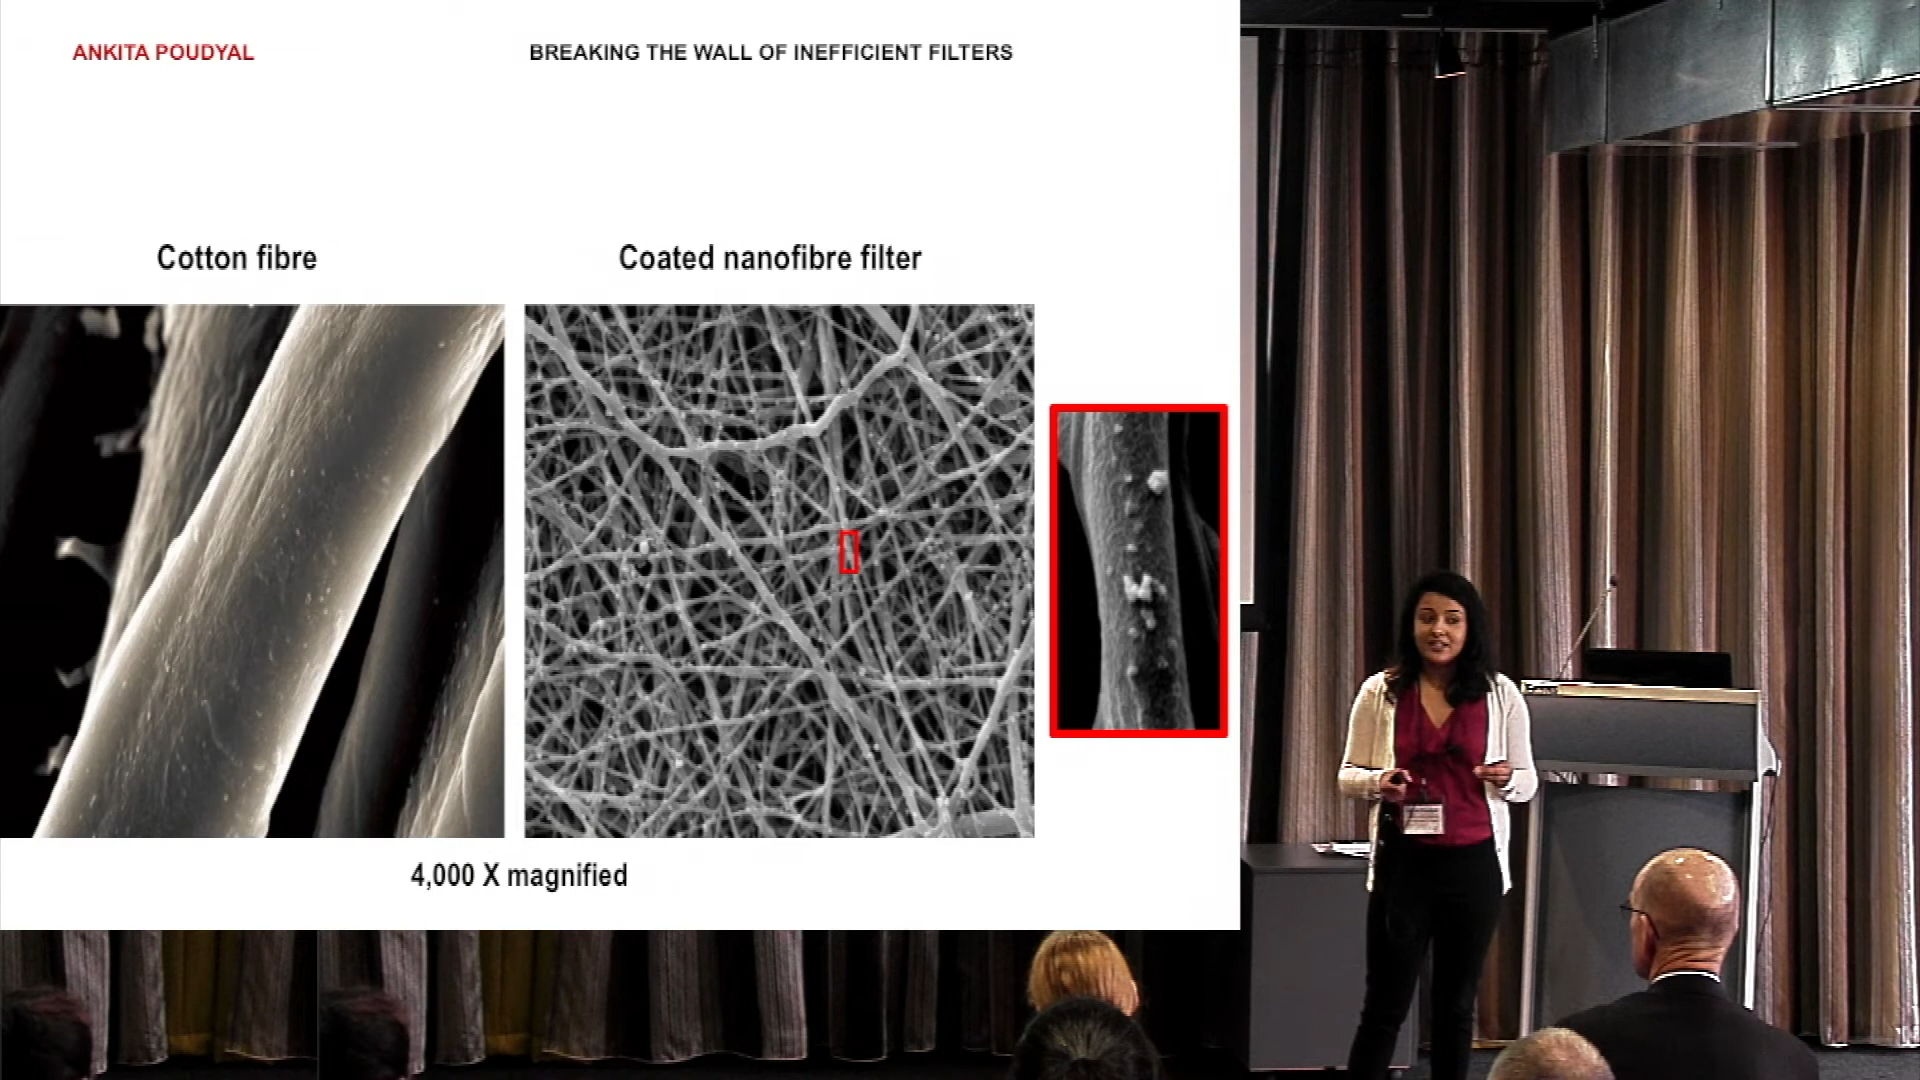 ANKITA POUDYAL
BREAKING THE WALL OF INEFFICIENT FILTERS
Cotton fibre
Coated nanofibre filter
4,000 X magnified